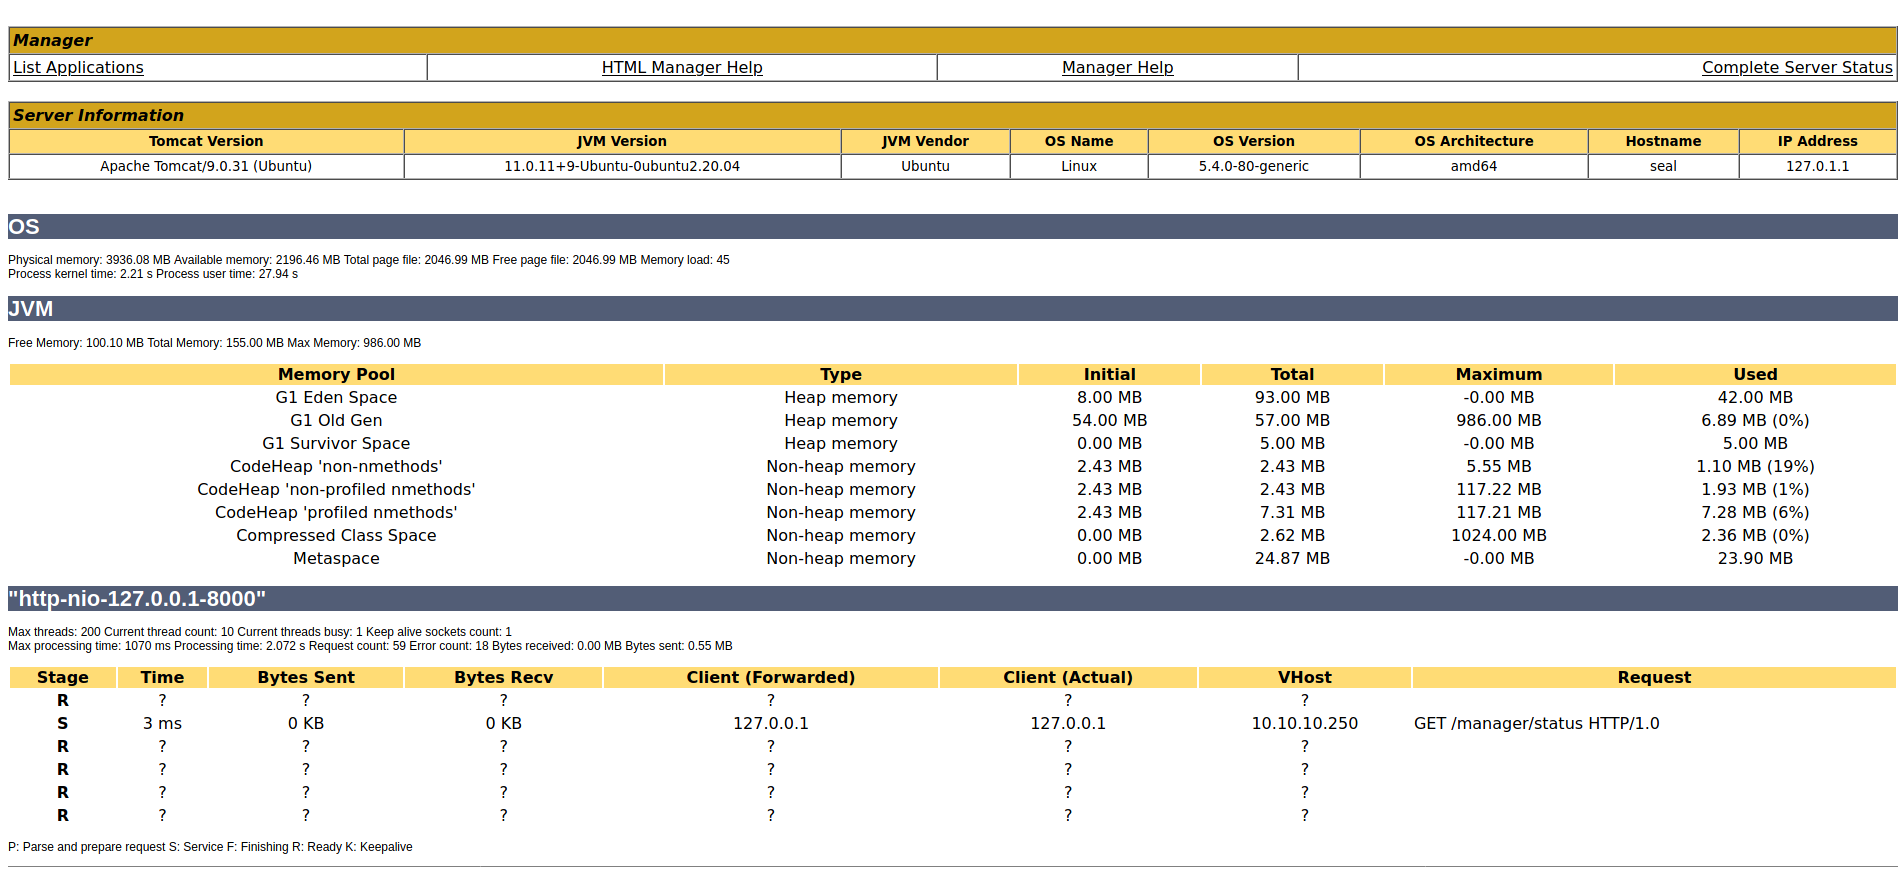 Manager
List Applications HTML Manager Help Manager Help Complete Server Status
Server Information
Tomcat Version JVM Version JVM Vendor OS Name OS Version OS Architecture Hostname IP Address
Apache Tomcat/9.0.31 (Ubuntu) 11.0.11+9-Ubuntu-0ubuntu2.20.04 Ubuntu Linux 5.4.0-80-generic amd64 seal 127.0.1.1
OS
Physical memory: 3936.08 MB Available memory: 2196.46 MB Total page file: 2046.99 MB Free page file: 2046.99 MB Memory load: 45
Process kernel time: 2.21 s Process user time: 27.94 s
JVM
Free Memory: 100.10 MB Total Memory: 155.00 MB Max Memory: 986.00 MB
Memory Pool Type Initial Total Maximum Used
G1 Eden Space Heap memory 8.00 MB 93.00 MB -0.00 MB 42.00 MB
G1 Old Gen Heap memory 54.00 MB 57.00 MB 986.00 MB 6.89 MB (0%)
G1 Survivor Space Heap memory 0.00 MB 5.00 MB -0.00 MB 5.00 MB
CodeHeap 'non-nmethods' Non-heap memory 2.43 MB 2.43 MB 5.55 MB 1.10 MB (19%)
CodeHeap 'non-profiled nmethods' Non-heap memory 2.43 MB 2.43 MB 117.22 MB 1.93 MB (1%)
CodeHeap 'profiled nmethods' Non-heap memory 2.43 MB 7.31 MB 117.21 MB 7.28 MB (6%)
Compressed Class Space Non-heap memory 0.00 MB 2.62 MB 1024.00 MB 2.36 MB (0%)
Metaspace Non-heap memory 0.00 MB 24.87 MB -0.00 MB 23.90 MB
"http-nio-127.0.0.1-8000"
Max threads: 200 Current thread count: 10 Current threads busy: 1 Keep alive sockets count: 1
Max processing time: 1070 ms Processing time: 2.072 s Request count: 59 Error count: 18 Bytes received: 0.00 MB Bytes sent: 0.55 MB
Stage Time Bytes Sent Bytes Recv Client (Forwarded) Client (Actual) VHost Request
R ? ? ? ? ? ?
S 3 ms 0 KB 0 KB 127.0.0.1 127.0.0.1 10.10.10.250 GET /manager/status HTTP/1.0
R ? ? ? ? ? ?
R ? ? ? ? ? ?
R ? ? ? ? ? ?
R ? ? ? ? ? ?
P: Parse and prepare request S: Service F: Finishing R: Ready K: Keepalive